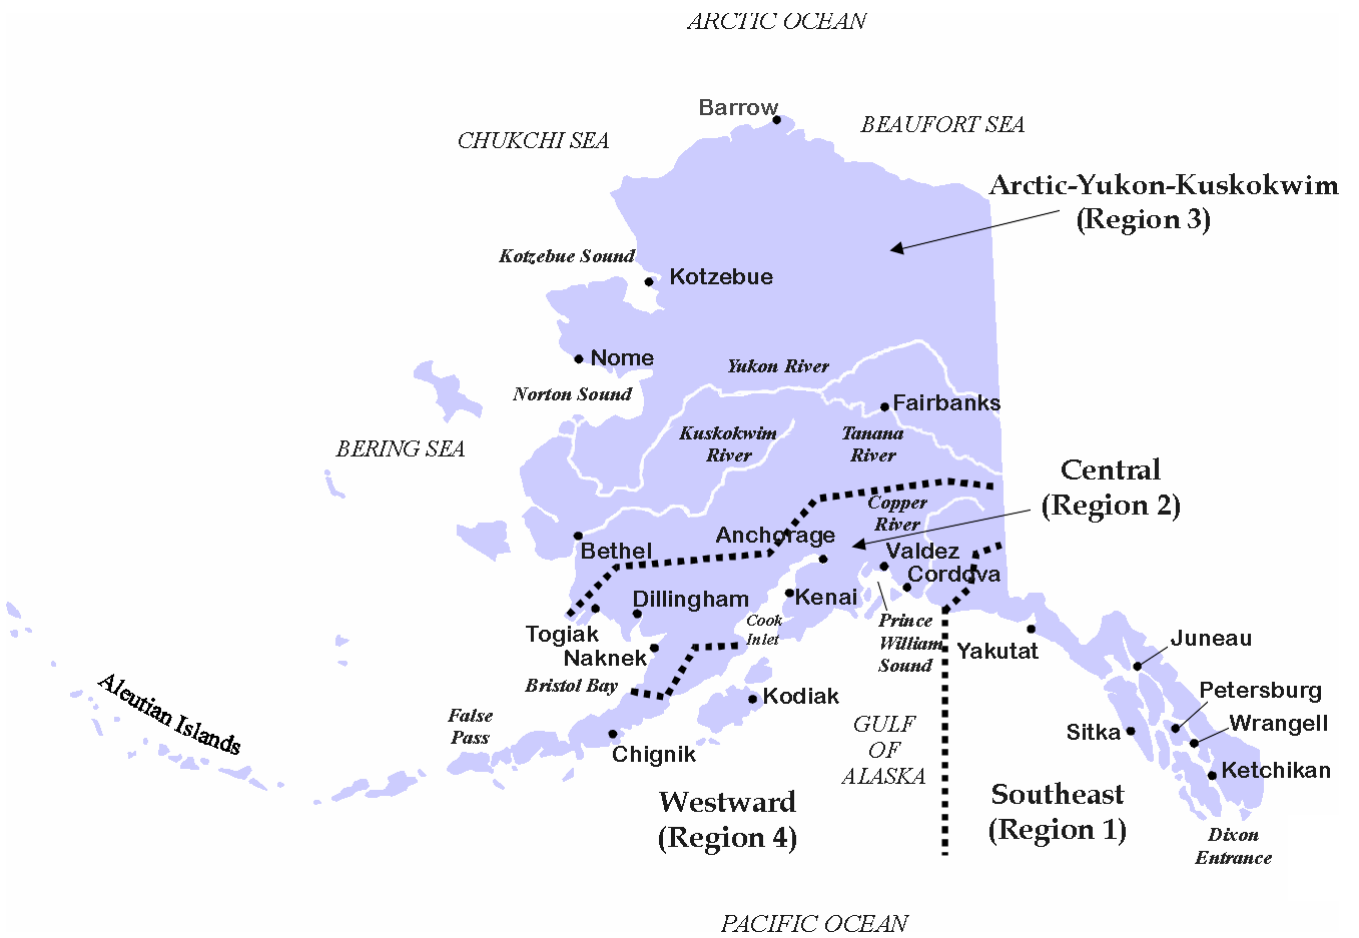 ARCTIC OCEAN
Barrow
BEAUFORT SEA
CHUKCHI SEA
Arctic-Yukon-Kuskokwim
(Region 3)
Kotzebue Sound
Kotzebue
Nome
Yukon River
Norton Sound
Fairbanks
Kuskokwim
River
Tanana
River
BERING SEA
Central
(Region 2)
Copper
River
Anchorage
Bethel
Valdez
Cordova
Dillingham
Kenai
Togiak
Naknek
Cook
Inlet
Prince
William
Sound
Yakutat
Juneau
Bristol Bay
Kodiak
Petersburg
Aleutian Islands
False
Pass
GULF
OF
ALASKA
Sitka
Wrangell
Chignik
Ketchikan
Westward
(Region 4)
Southeast
(Region 1)
Dixon
Entrance
PACIFIC OCEAN